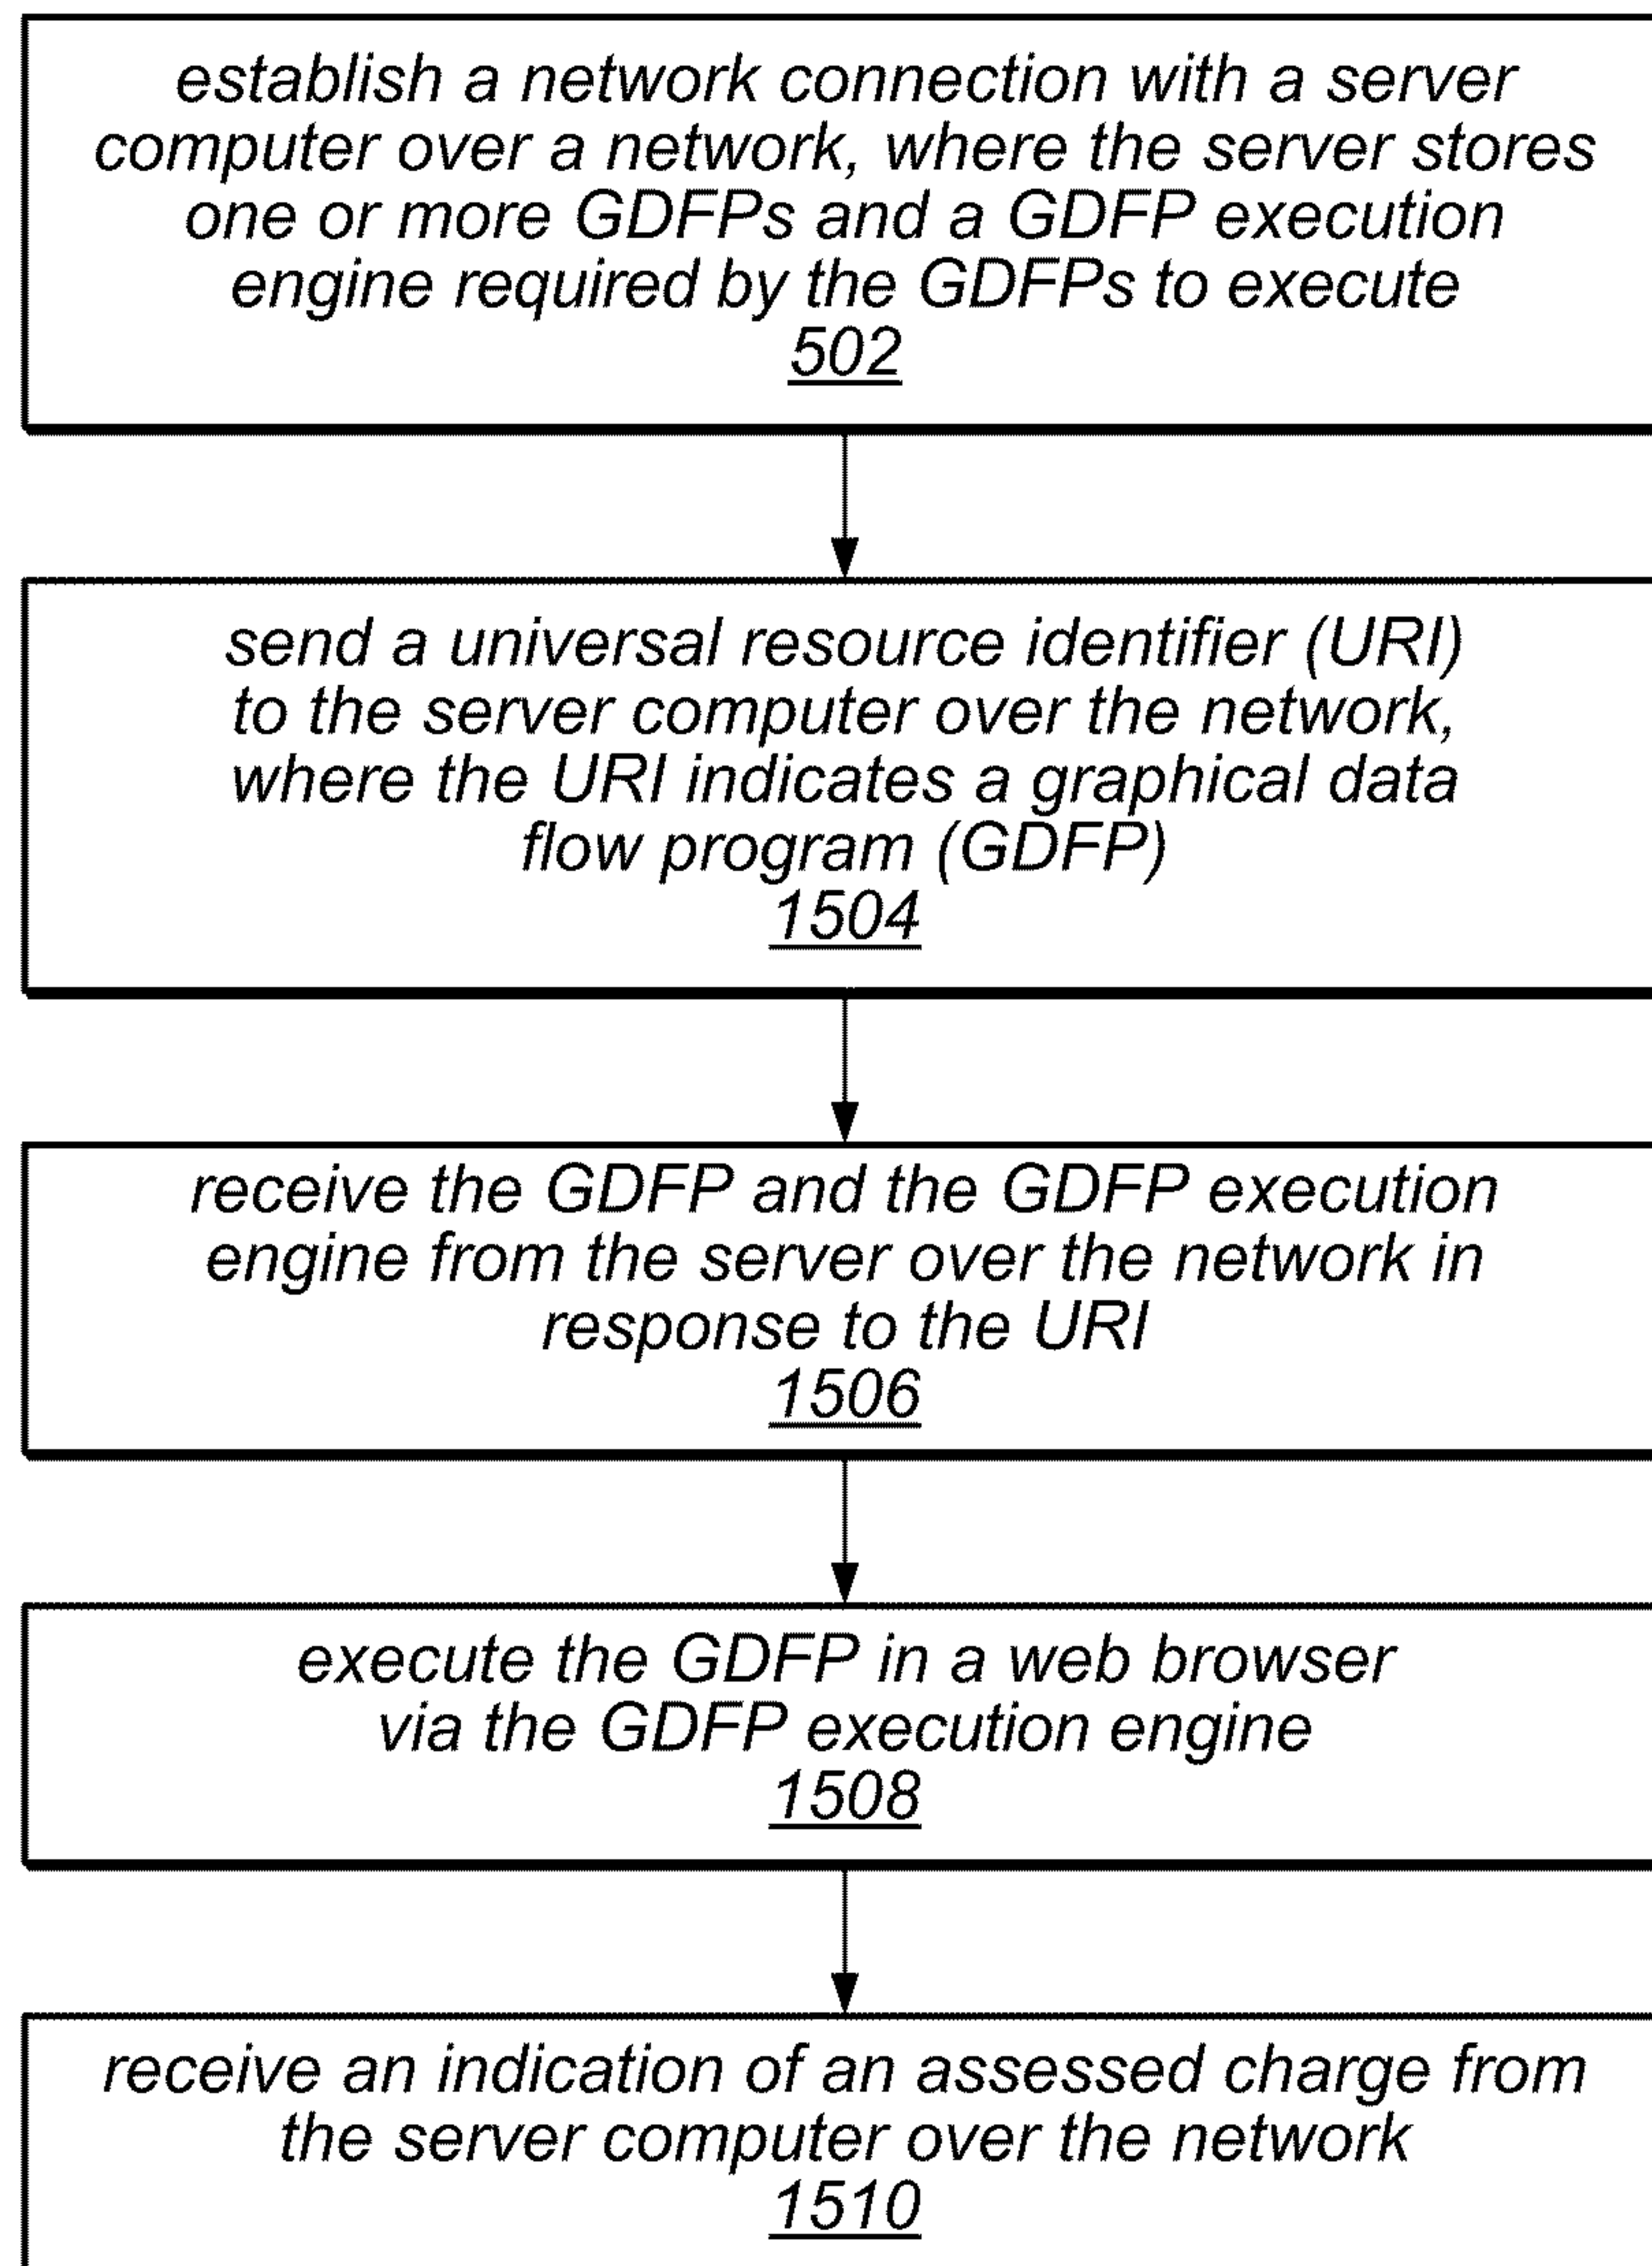 establish a network connection with a server
computer over a network, where the server stores
one or more GDFPs and a GDFP execution
engine required by the GDFPs to execute
502
send a universal resource identifier (URI)
to the server computer over the network,
where the URI indicates a graphical data
flow program (GDFP)
1504
receive the GDFP and the GDFP execution
engine from the server over the network in
response to the URI
1506
execute the GDFP in a web browser
via the GDFP execution engine
1508
receive an indication of an assessed charge from
the server computer over the network
1510